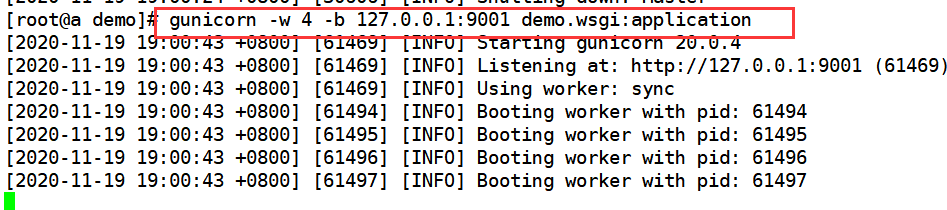 [root@a demo]# gunicorn -w 4 -b 127.0.0.1:9001 demo.wsgi:application
[2020-11-19 19:00:43 +0800] [61469] [INFO] Starting gunicorn 20.0.4
[2020-11-19 19:00:43 +0800] [61469] [INFO] Listening at: http://127.0.0.1:9001 (61469)
[2020-11-19 19:00:43 +0800] [61469] [INFO] Using worker: sync
[2020-11-19 19:00:43 +0800] [61494] [INFO] Booting worker with pid: 61494
[2020-11-19 19:00:43 +0800] [61495] [INFO] Booting worker with pid: 61495
[2020-11-19 19:00:43 +0800] [61496] [INFO] Booting worker with pid: 61496
[2020-11-19 19:00:43 +0800] [61497] [INFO] Booting worker with pid: 61497